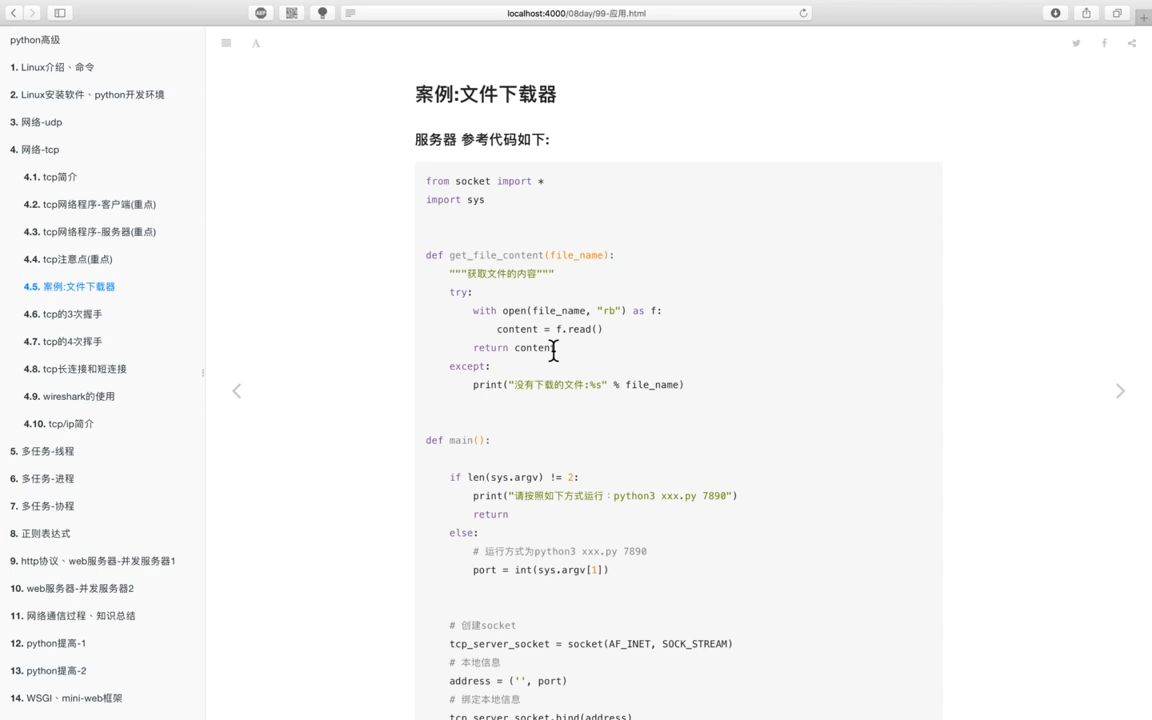 localhost:4000/08day/99-应用.html
python高级
1. Linux介绍、命令
2. Linux安装软件、python开发环境
3. 网络-udp
4. 网络-tcp
4.1. tcp简介
4.2. tcp网络程序-客户端(重点)
4.3. tcp网络程序-服务器(重点)
4.4. tcp注意点(重点)
4.5. 案例:文件下载器
4.6. tcp的3次握手
4.7. tcp的4次挥手
4.8. tcp长连接和短连接
4.9. wireshark的使用
4.10. tcp/ip简介
5. 多任务-线程
6. 多任务-进程
7. 多任务-协程
8. 正则表达式
9. http协议、web服务器-并发服务器1
10. web服务器-并发服务器2
11. 网络通信过程、知识总结
12. python提高-1
13. python提高-2
14. WSGI、mini-web框架
A
案例:文件下载器
服务器 参考代码如下:
from socket import *
import sys
def get_file_content(file_name):
"""获取文件的内容"""
try:
with open(file_name, "rb") as f:
content = f.read()
return content
except:
print("没有下载的文件:%s" % file_name)
def main():
if len(sys.argv) != 2:
print("请按照如下方式运行：python3 xxx.py 7890")
return
else:
# 运行方式为python3 xxx.py 7890
port = int(sys.argv[1])
# 创建socket
tcp_server_socket = socket(AF_INET, SOCK_STREAM)
# 本地信息
address = ('', port)
# 绑定本地信息
tcp_server_socket.bind(address)